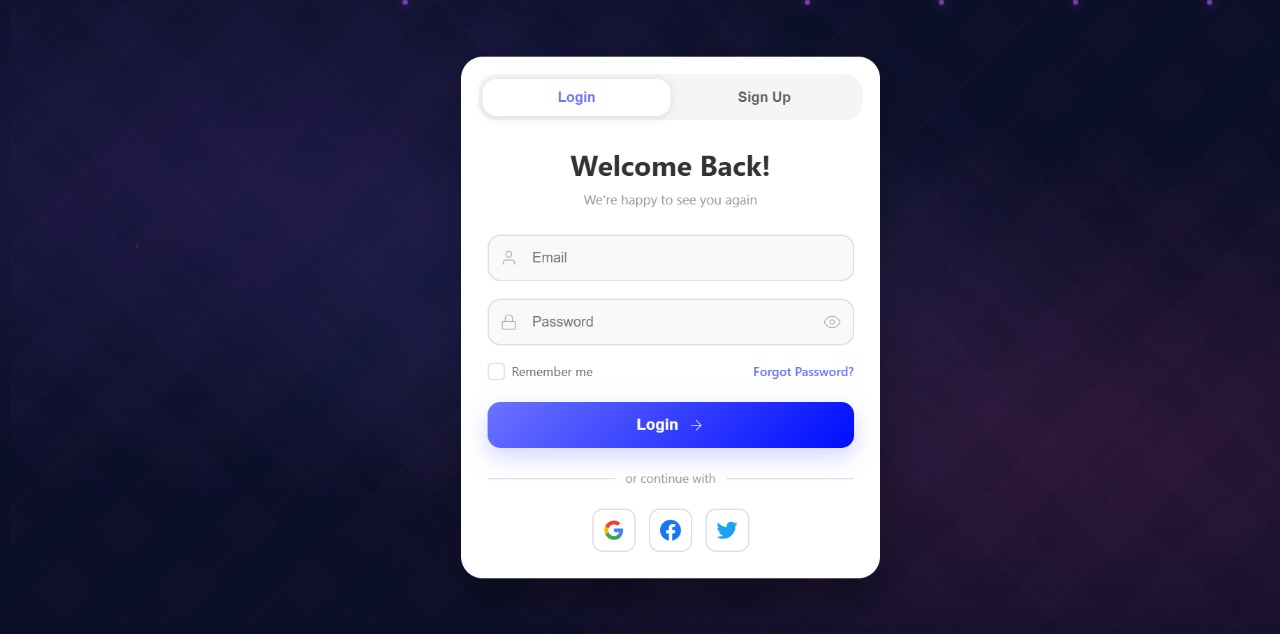 Login
Sign Up
Welcome Back!
We're happy to see you again
Email
Password
Remember me
Forgot Password?
Login
or continue with